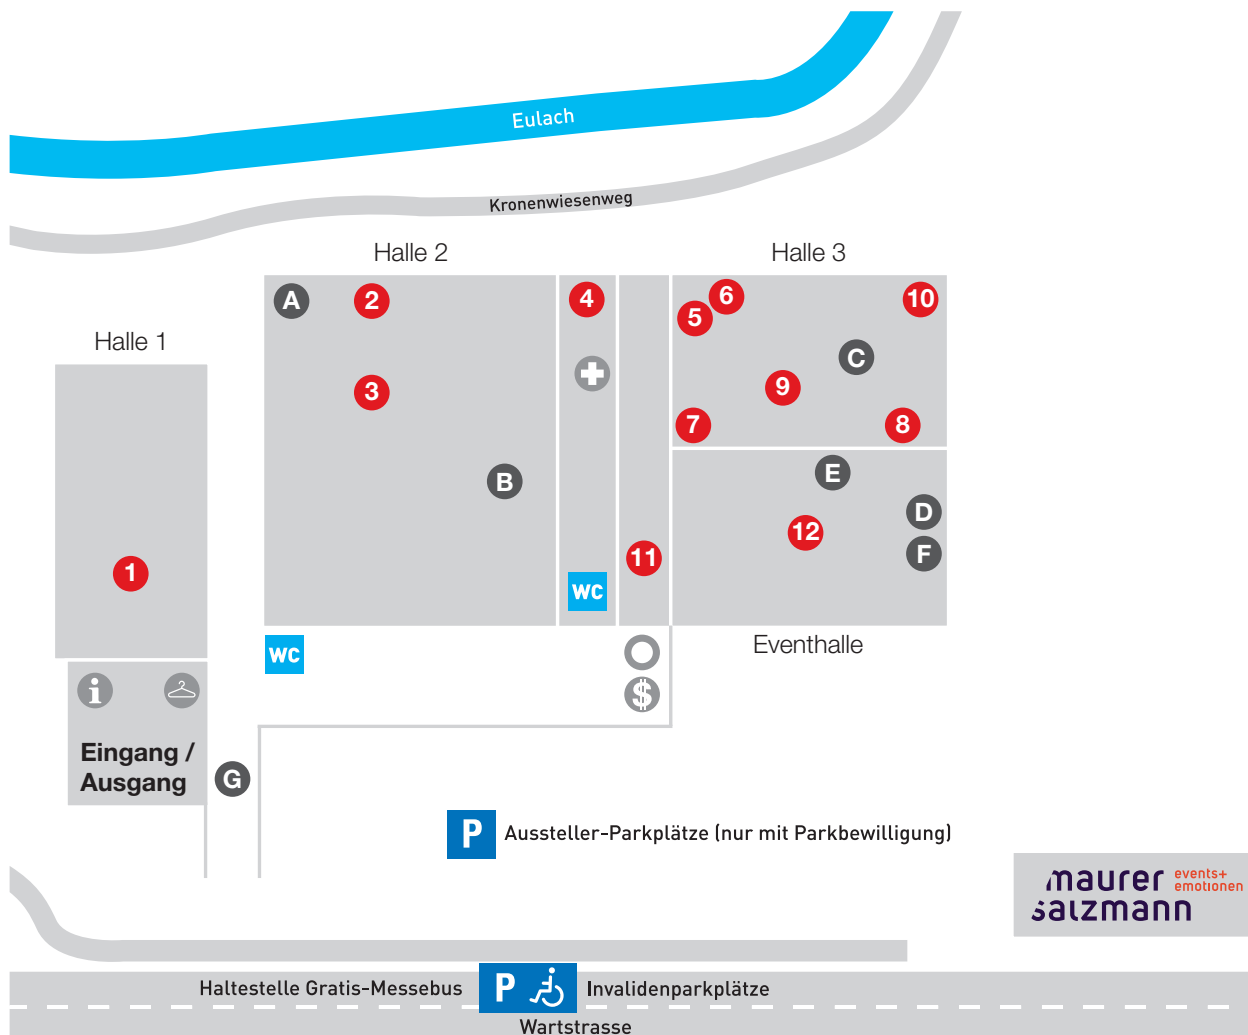 Eulach
Kronenwiesenweg
Halle 2
Halle 3
A
2
4
6
5
10
Halle 1
C
3
9
7
8
B
E
D
12
F
11
1
WC
WC
Eventhalle
i
$
Eingang /
Ausgang
G
P
Aussteller-Parkplätze (nur mit Parkbewilligung)
maurer
salzmann
events+
emotionen
Haltestelle Gratis-Messebus
P
Invalidenparkplätze
Wartstrasse